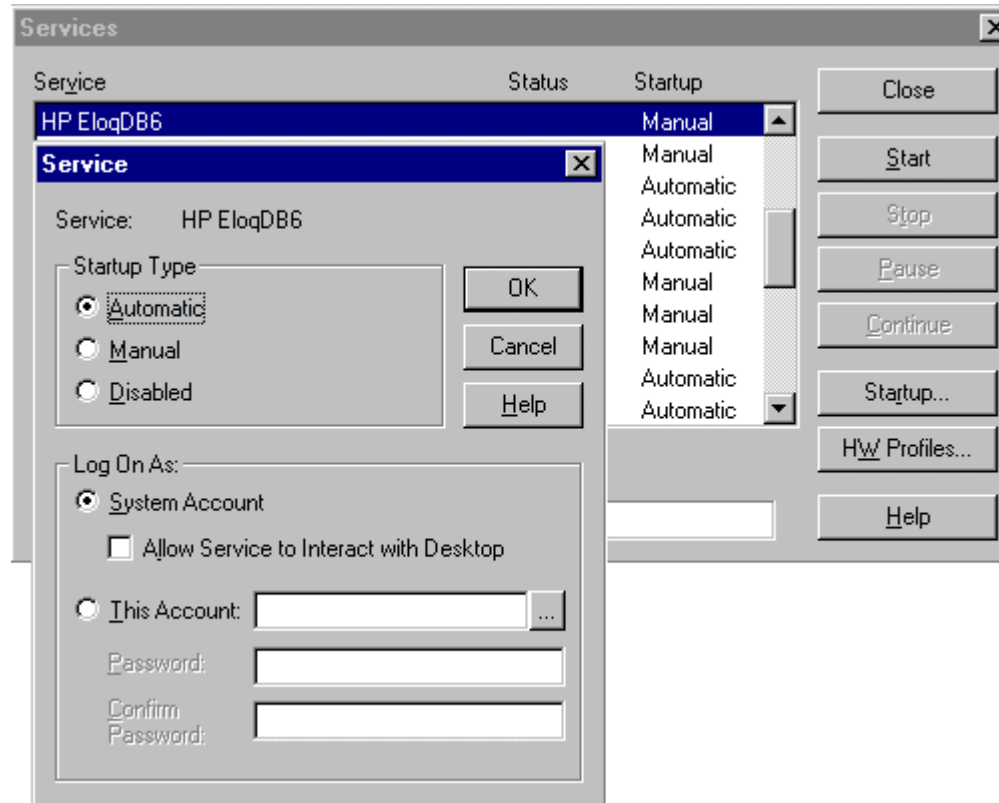 Services
Service Status Startup
Close
HP EloqDB6 Manual
Service
Manual
Start
Automatic
Service: HP EloqDB6
Automatic
Stop
Automatic
Startup Type
OK
Manual
Pause
Automatic
Manual
Continue
Manual
Cancel
Manual
Automatic
Disabled
Help
Automatic
Startup...
Log On As:
HW Profiles...
System Account
Help
Allow Service to Interact with Desktop
This Account: ...
Password:
Confirm
Password: